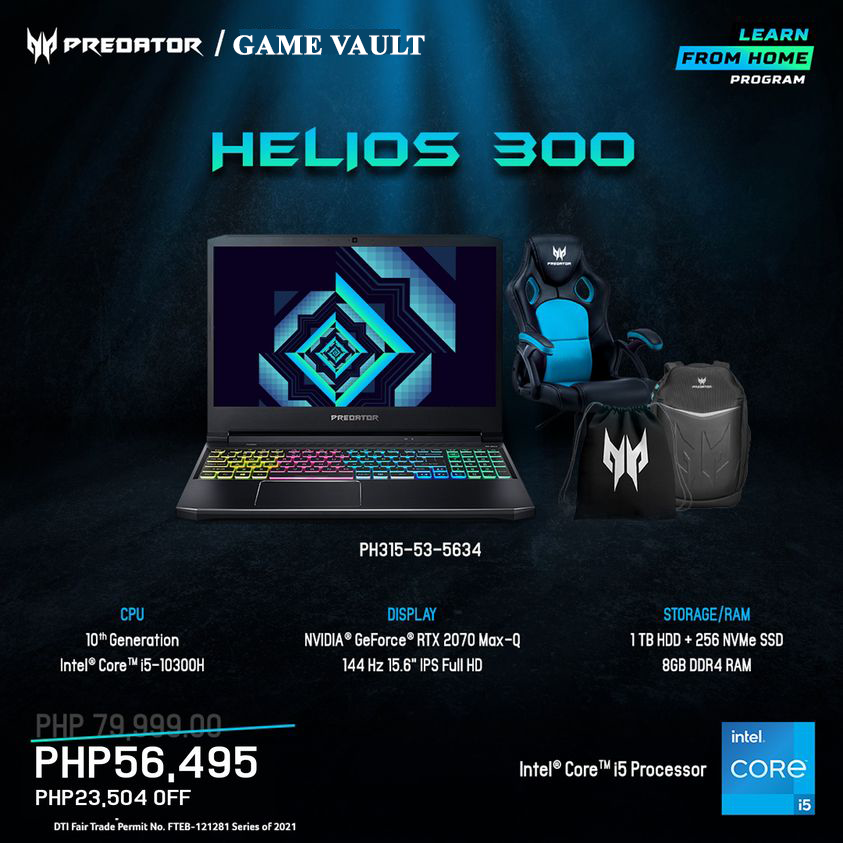 PREDATOR / GAME VAULT
LEARN
FROM HOME
PROGRAM
HELIOS 300
PREDATOR
PREDATOR
PREDATOR
PH315-53-5634
CPU
10th Generation
Intel® Core™ i5-10300H
DISPLAY
NVIDIA® GeForce® RTX 2070 Max-Q
144 Hz 15.6" IPS Full HD
STORAGE/RAM
1 TB HDD + 256 NVMe SSD
8GB DDR4 RAM
PHP 79,999.00
PHP56,495
PHP23,504 OFF
DTI Fair Trade Permit No. FTEB-121281 Series of 2021
Intel® Core™ i5 Processor
intel.
CORE
i5